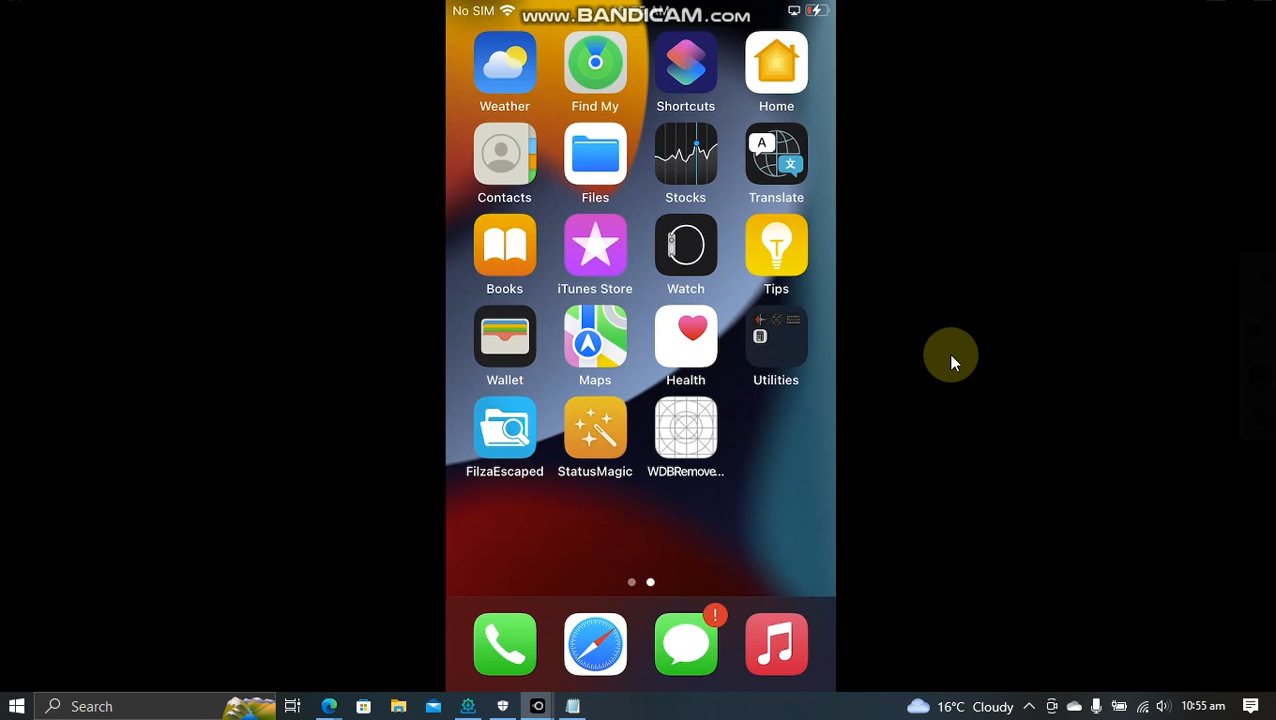 No SIM
www.BANDICAM.com
Weather
Find My
Shortcuts
Home
A
文
Contacts
Files
Stocks
Translate
T
Books
iTunes Store
Watch
Tips
Wallet
Maps
Health
Utilities
FilzaEscaped
StatusMagic
WDBRemove...
!
Search
16°C Cloudy
10:55 am